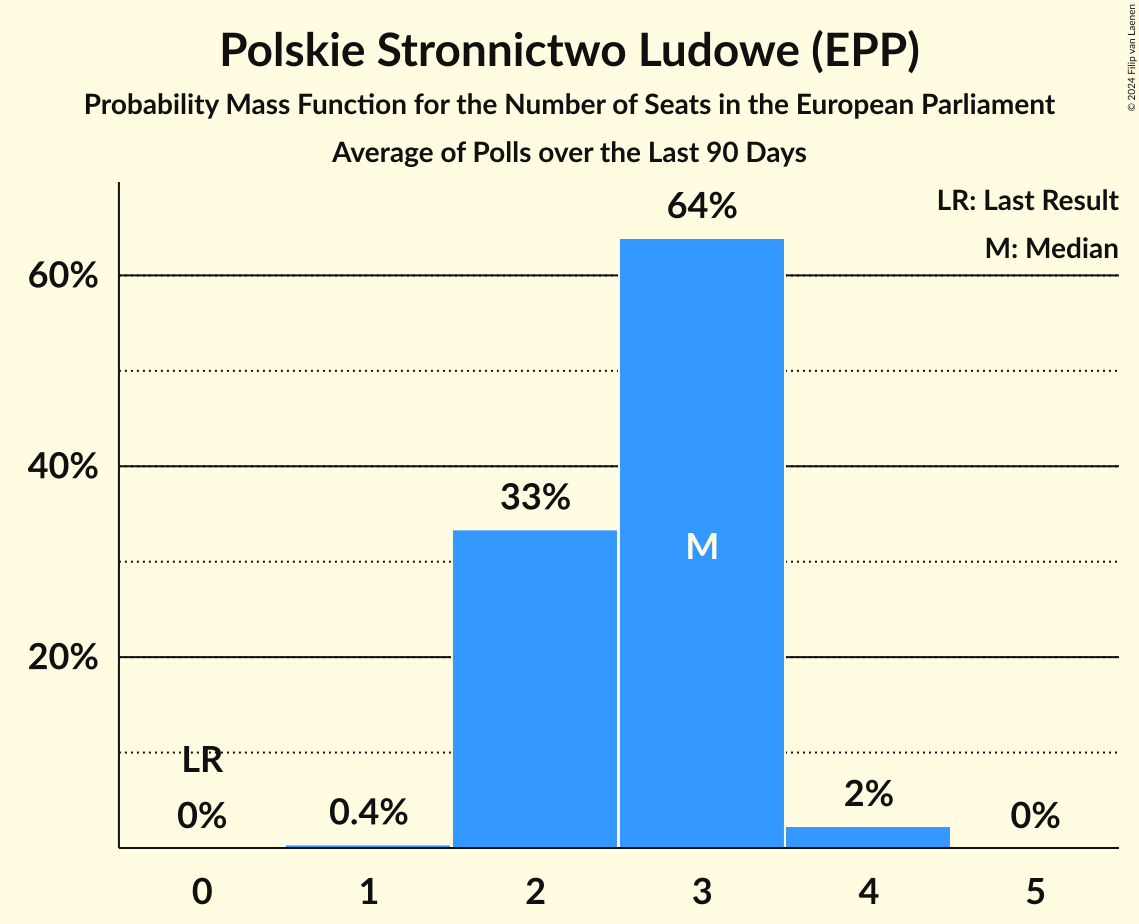 Polskie Stronnictwo Ludowe (EPP)
Probability Mass Function for the Number of Seats in the European Parliament
Average of Polls over the Last 90 Days
© 2024 Filip van Laenen
LR: Last Result
M: Median
60%
40%
20%
LR
0%
0.4%
33%
64%
M
2%
0%
0 1 2 3 4 5